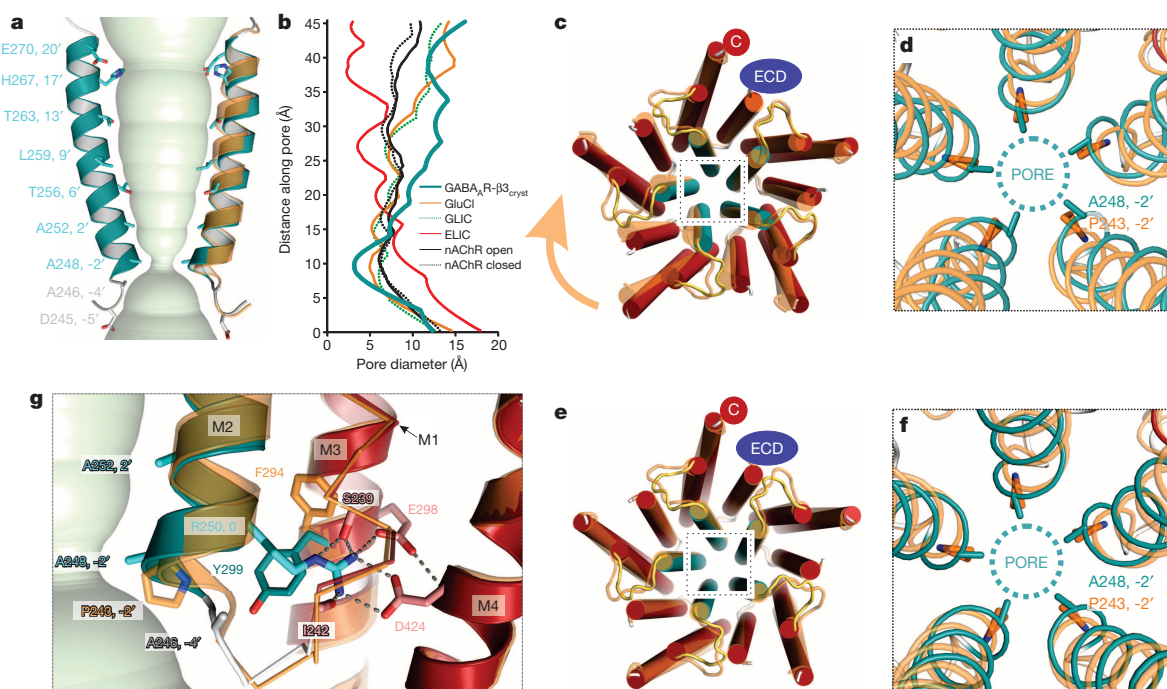 a
E270, 20′
H267, 17′
T263, 13′
L259, 9′
T256, 6′
A252, 2′
A248, -2′
A246, -4′
D245, -5′
b
Distance along pore (Å)
45
40
35
30
25
20
15
10
5
0
0 5 10 15 20
Pore diameter (Å)
GABA_AR-β3_cryst
GluCl
GLIC
ELIC
nAChR open
nAChR closed
c
C
ECD
d
PORE
A248, -2′
P243, -2′
g
M2
M3
M1
A252, 2′
F294
S239
E298
R250, 0
A248, -2′
Y299
M4
P243, -2′
D424
A246, -4′
I242
e
C
ECD
f
PORE
A248, -2′
P243, -2′